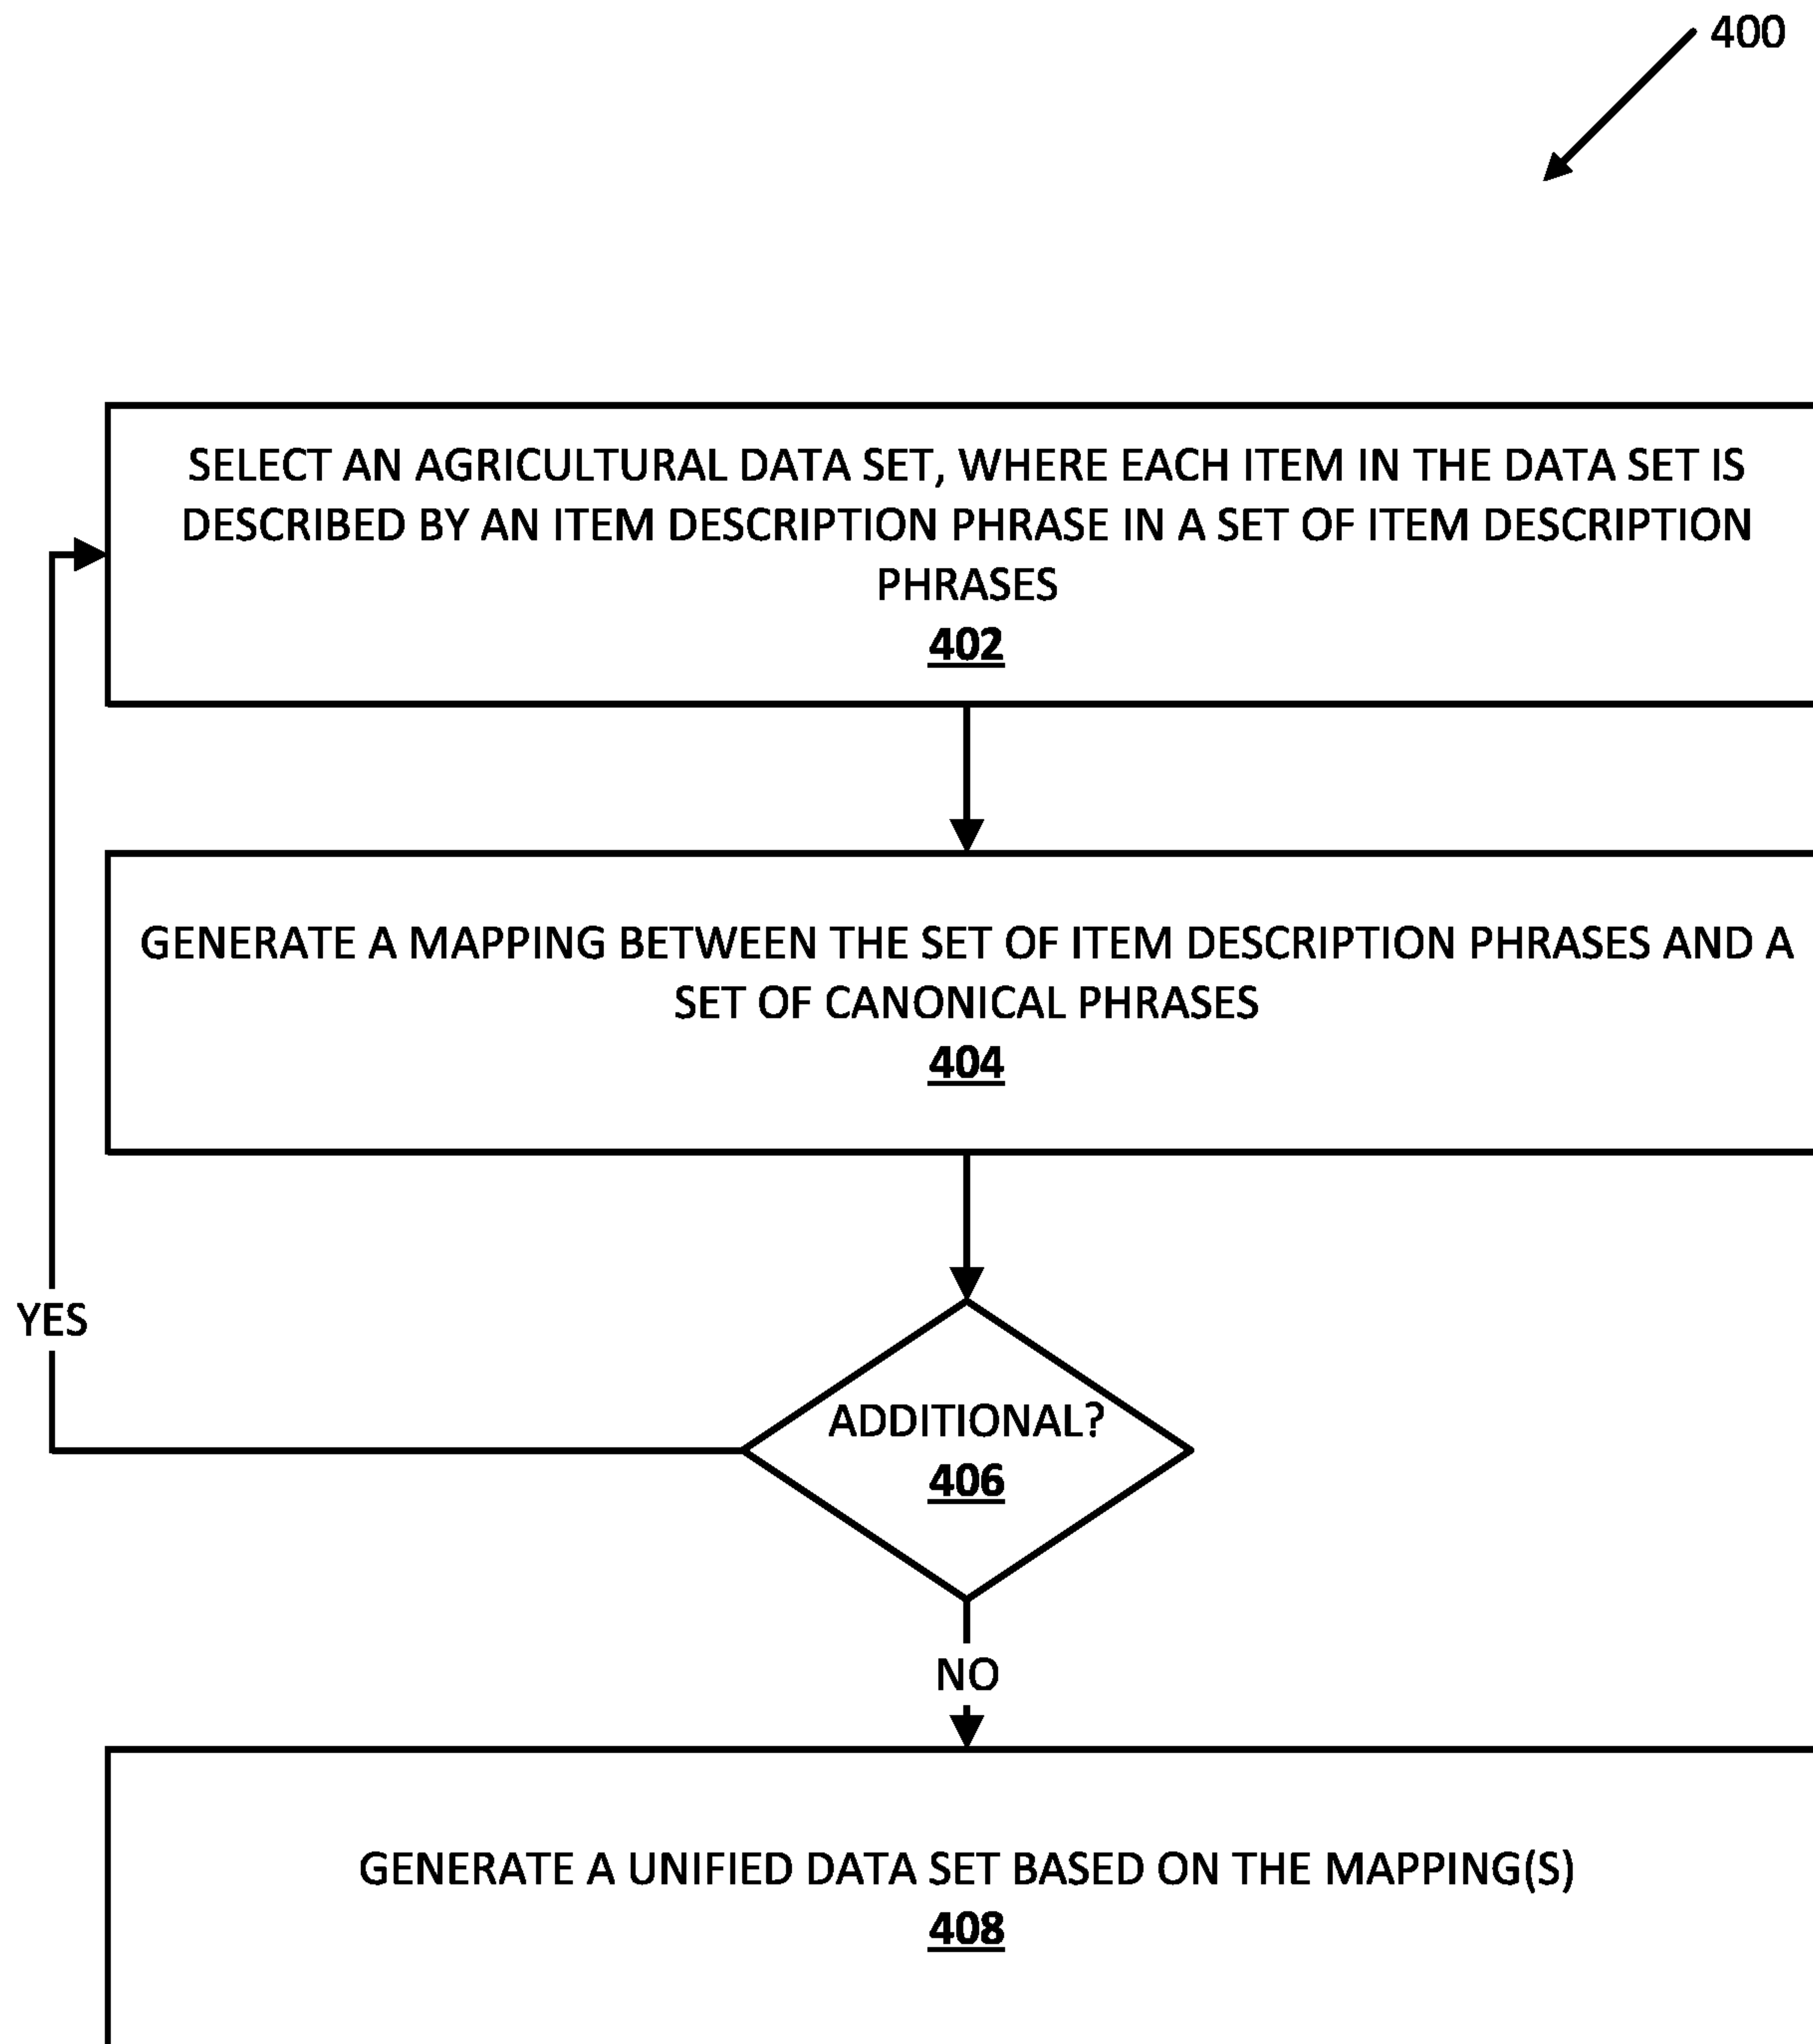 400
SELECT AN AGRICULTURAL DATA SET, WHERE EACH ITEM IN THE DATA SET IS
DESCRIBED BY AN ITEM DESCRIPTION PHRASE IN A SET OF ITEM DESCRIPTION
PHRASES
402
GENERATE A MAPPING BETWEEN THE SET OF ITEM DESCRIPTION PHRASES AND A
SET OF CANONICAL PHRASES
404
YES
ADDITIONAL?
406
NO
GENERATE A UNIFIED DATA SET BASED ON THE MAPPING(S)
408